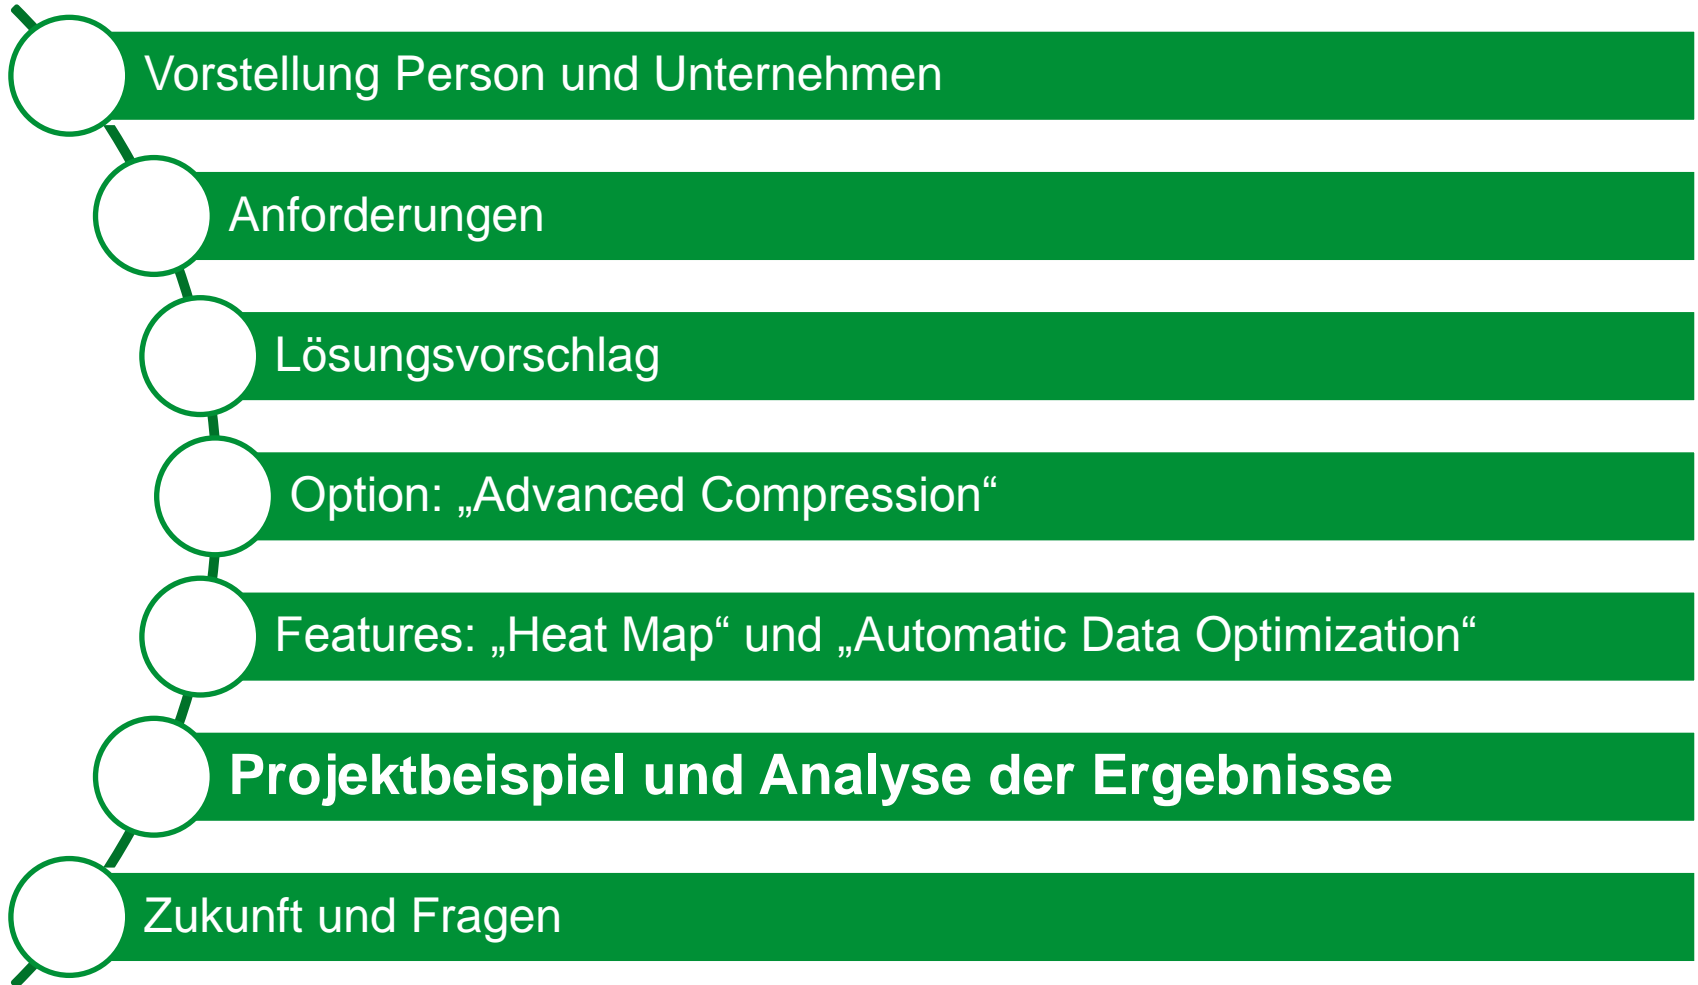 Vorstellung Person und Unternehmen
Anforderungen
Lösungsvorschlag
Option: „Advanced Compression“
Features: „Heat Map“ und „Automatic Data Optimization“
Projektbeispiel und Analyse der Ergebnisse
Zukunft und Fragen